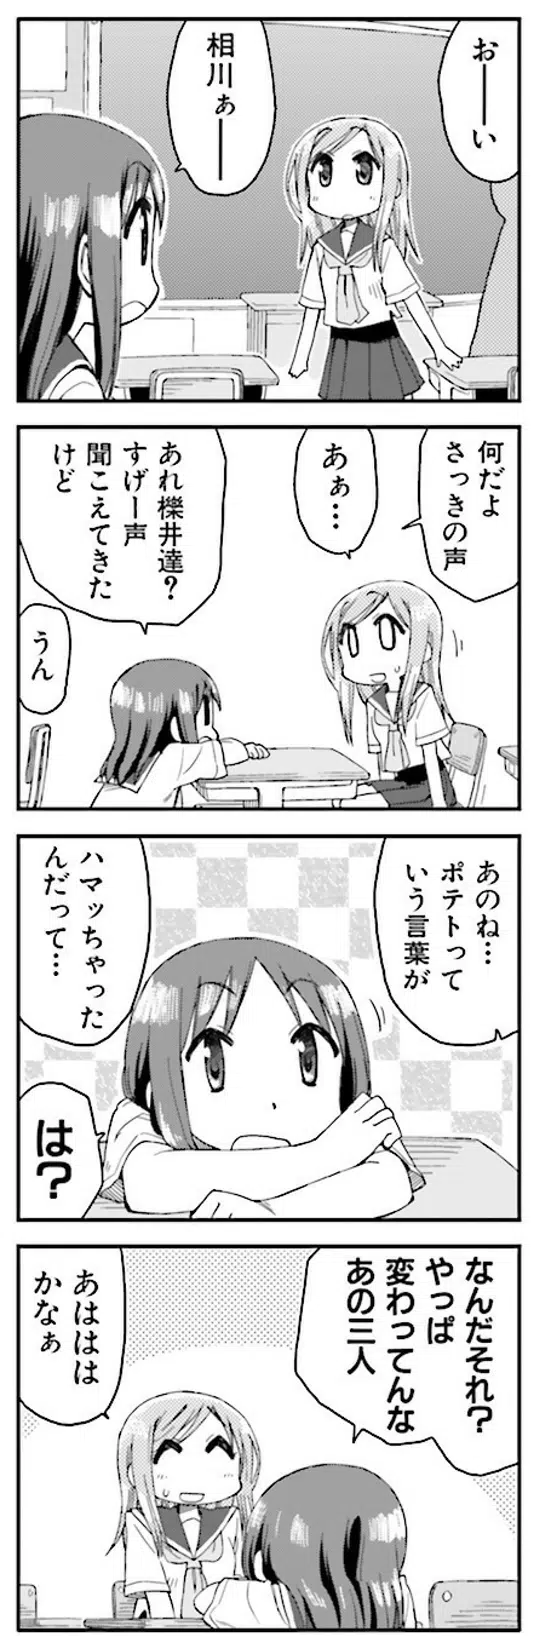 おーーい
相川ぁーー
何だよ
さっきの声
あぁ…
あれ櫟井達？
すげー声
聞こえてきた
けど
うん
あのね…
ポテトって
いう言葉が
ハマッちゃった
んだって…
は？
なんだそれ？
やっぱ
変わってんな
あの三人
あははは
かなぁ